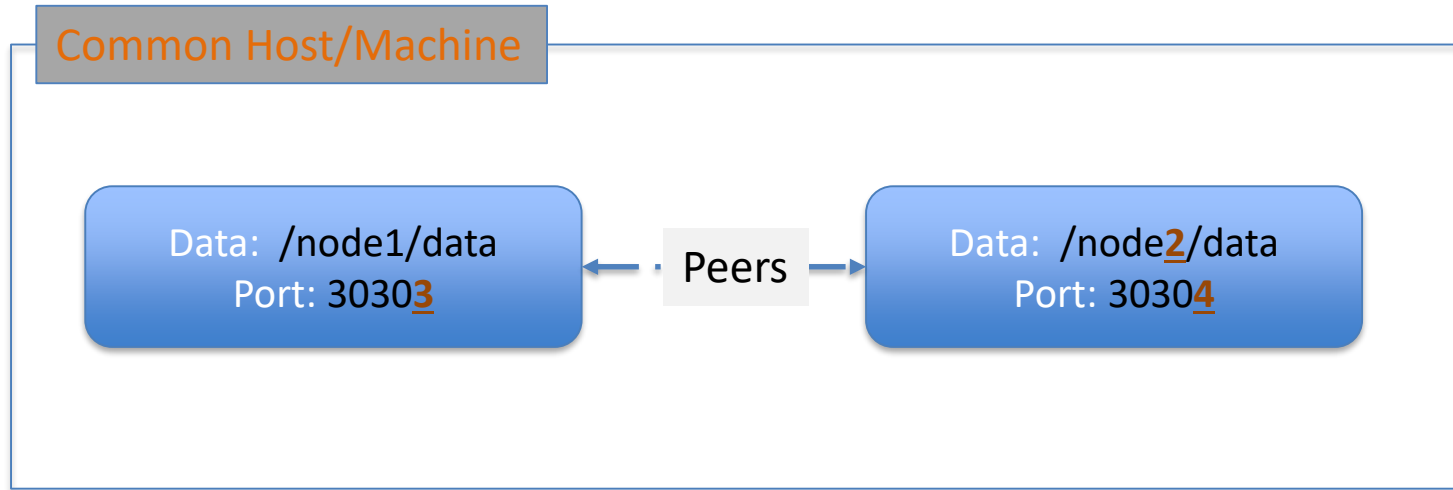 Common Host/Machine
Data: /node1/data
Port: 30303
Peers
Data: /node2/data
Port: 30304